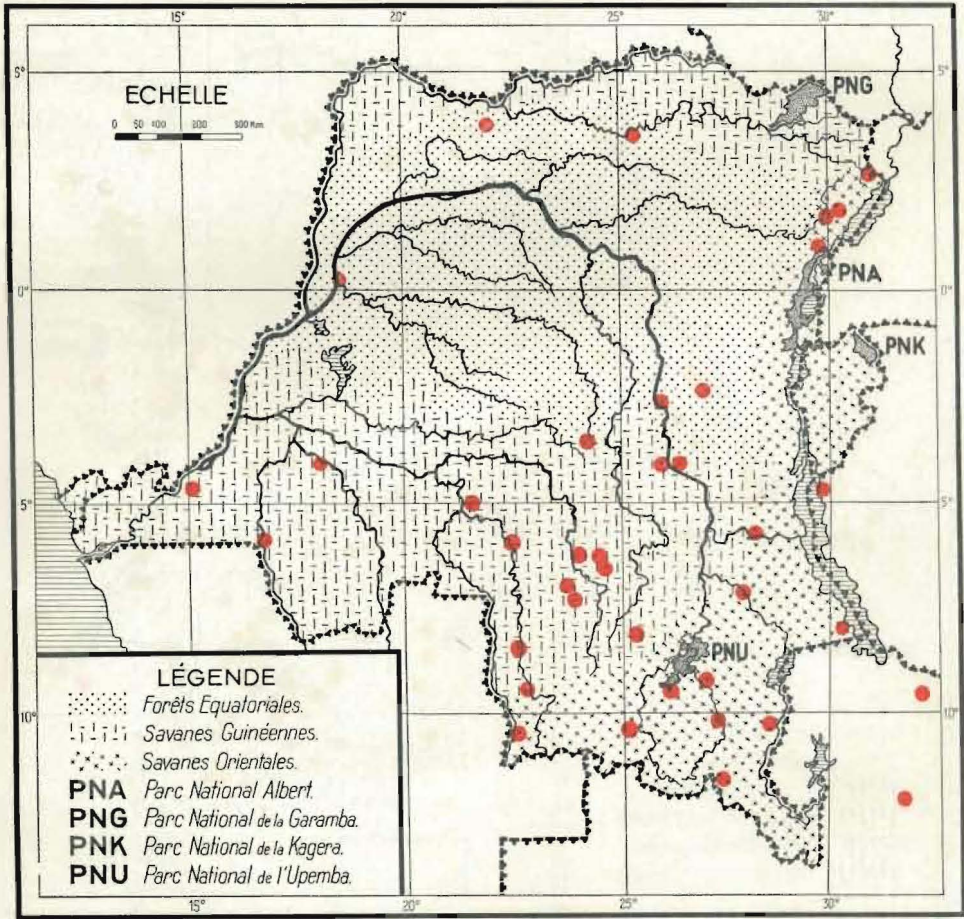 15° 20° 25° 30°
5° 5°
ECHELLE
0 50 100 200 300 Km.
PNG
PNA
0° 0°
PNK
5° 5°
PNU
10° 10°
LÉGENDE
Forêts Equatoriales.
Savanes Guinéennes.
Savanes Orientales.
PNA Parc National Albert.
PNG Parc National de la Garamba.
PNK Parc National de la Kagera.
PNU Parc National de l'Upemba.
15° 20° 25° 30°